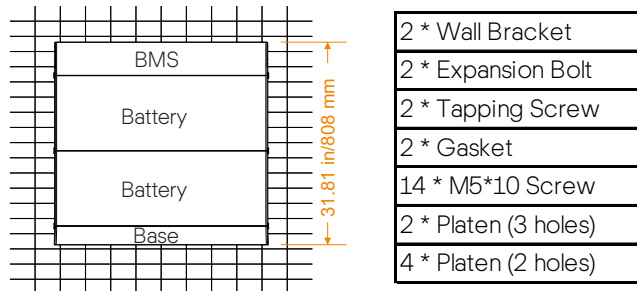 BMS
Battery
Battery
Base
31.81 in/808 mm
2 * Wall Bracket
2 * Expansion Bolt
2 * Tapping Screw
2 * Gasket
14 * M5*10 Screw
2 * Platen (3 holes)
4 * Platen (2 holes)